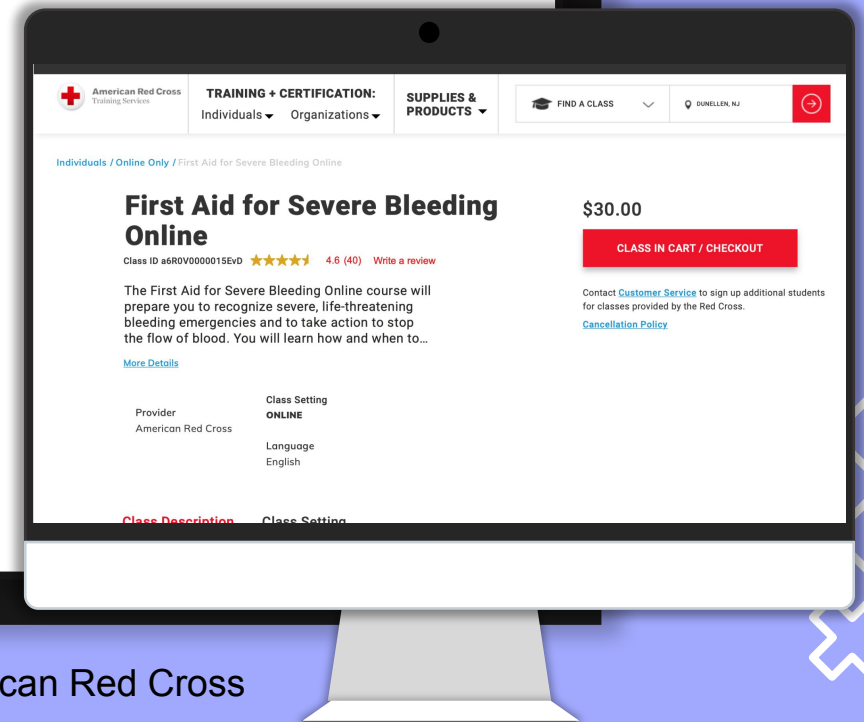 American Red Cross
Training Services
TRAINING + CERTIFICATION:
Individuals Organizations
SUPPLIES &
PRODUCTS
FIND A CLASS
DUNELLEN, NJ
Individuals / Online Only / First Aid for Severe Bleeding Online
First Aid for Severe Bleeding
Online
Class ID a6R0V0000015EvD 4.6 (40) Write a review
The First Aid for Severe Bleeding Online course will
prepare you to recognize severe, life-threatening
bleeding emergencies and to take action to stop
the flow of blood. You will learn how and when to...
More Details
$30.00
CLASS IN CART / CHECKOUT
Contact Customer Service to sign up additional students
for classes provided by the Red Cross.
Cancellation Policy
Provider
American Red Cross
Class Setting
ONLINE
Language
English
Class Description Class Setting
can Red Cross